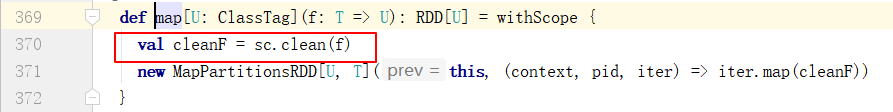 369 def map[U: ClassTag](f: T => U): RDD[U] = withScope {
370 val cleanF = sc.clean(f)
371 new MapPartitionsRDD[U, T]( prev = this, (context, pid, iter) => iter.map(cleanF))
372 }